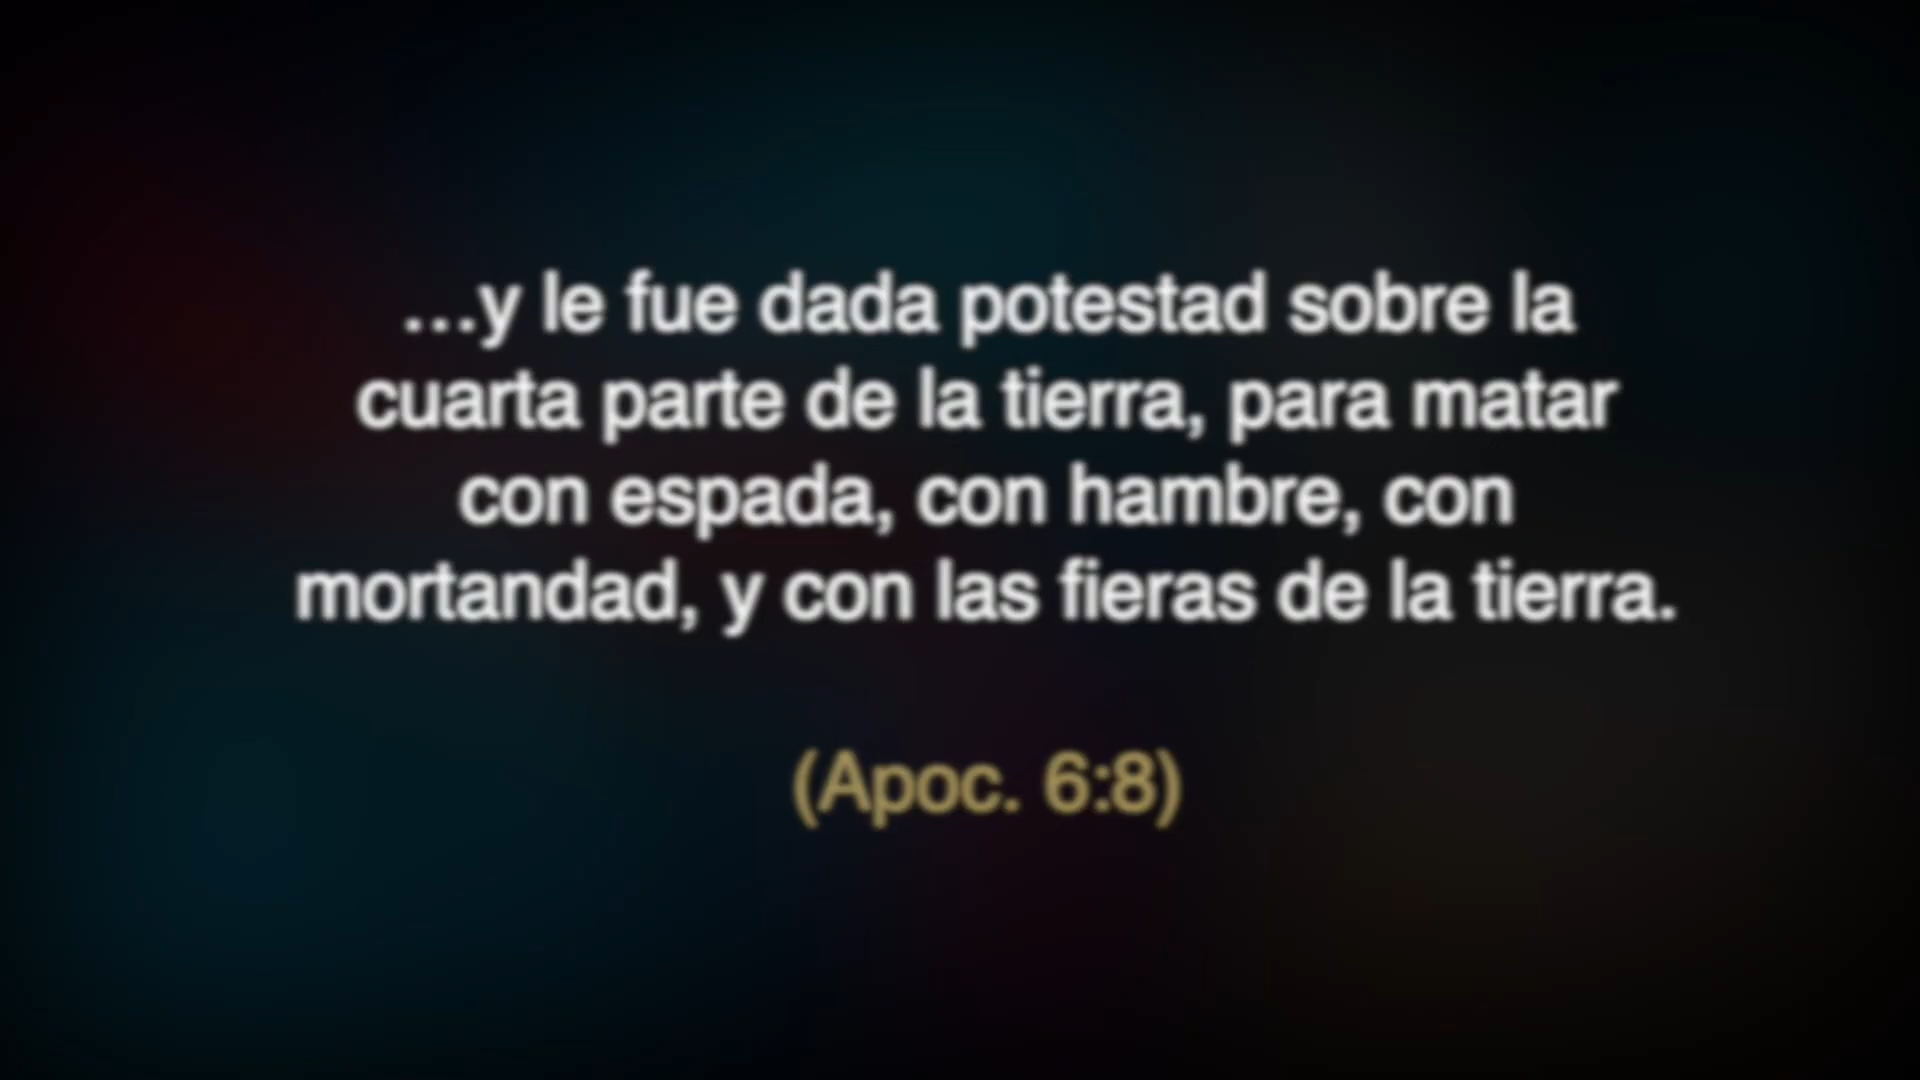 ...y le fue dada potestad sobre la
cuarta parte de la tierra, para matar
con espada, con hambre, con
mortandad, y con las fieras de la tierra.
(Apoc. 6:8)